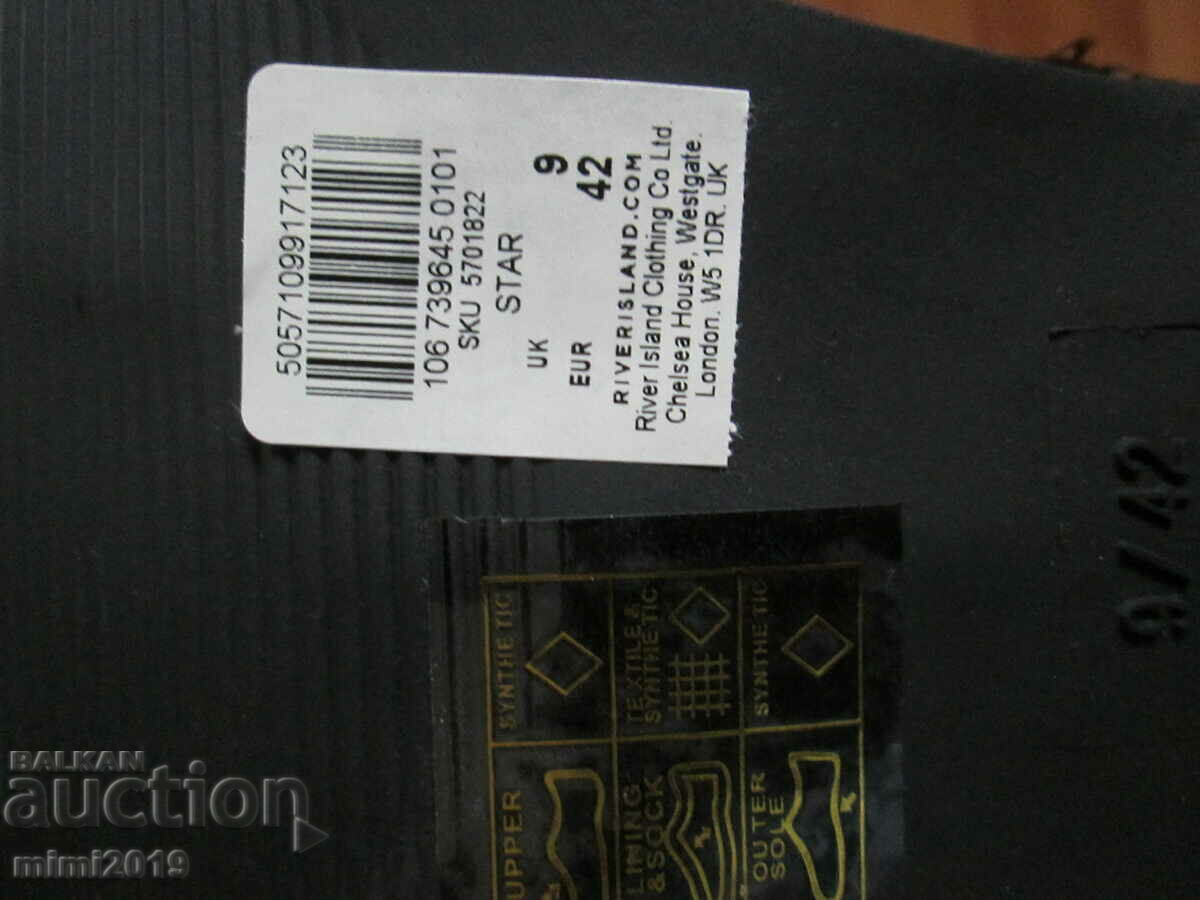 5057109917123
106 739645 0101
SKU 5701822
STAR
UK 9
EUR 42
RIVERISLAND.COM
River Island Clothing Co Ltd.
Chelsea House, Westgate.
London. W5 1DR. UK
UPPER SYNTHETIC
LINING & SOCK TEXTILE & SYNTHETIC
OUTER SOLE SYNTHETIC
9/42
BALKAN
auction
mimi2019